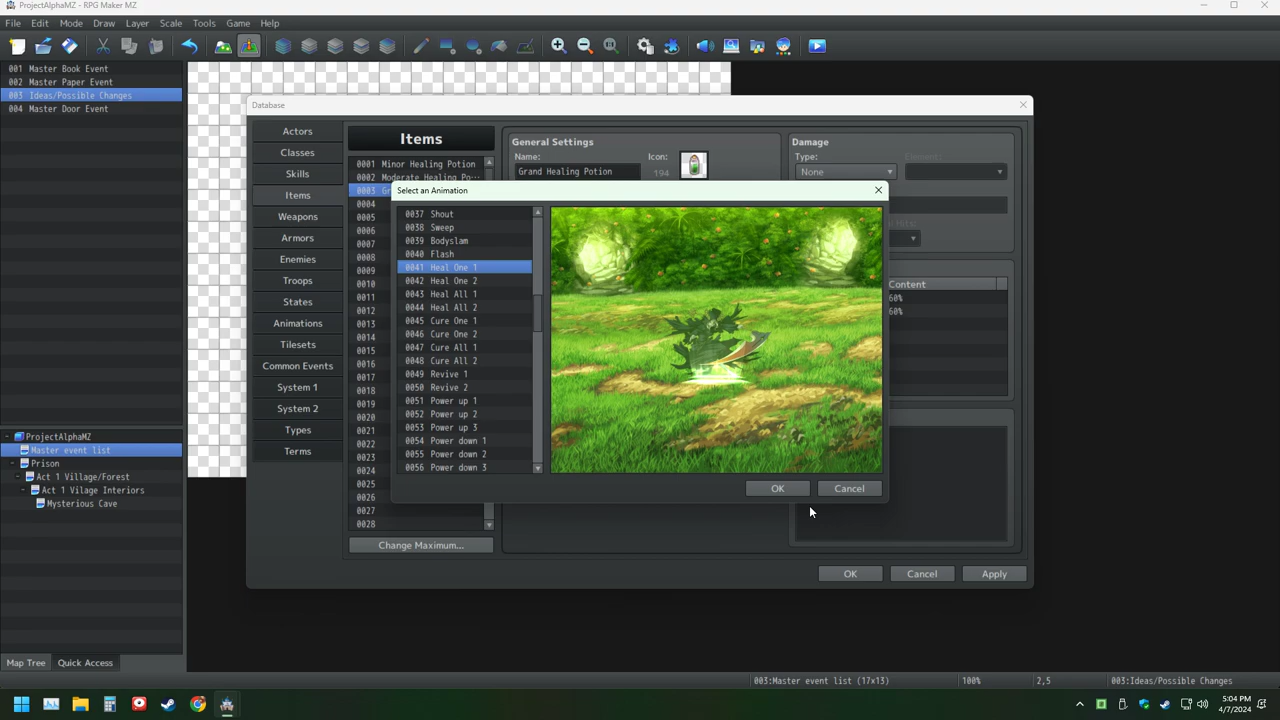 ProjectAlphaMZ - RPG Maker MZ
File Edit Mode Draw Layer Scale Tools Game Help
001 Master Book Event
002 Master Paper Event
003 Ideas/Possible Changes
004 Master Door Event
ProjectAlphaMZ
Master event list
Prison
Act 1 Village/Forest
Act 1 Vilage Interiors
Mysterious Cave
Map Tree Quick Access
Database
Actors
Classes
Skills
Items
Weapons
Armors
Enemies
Troops
States
Animations
Tilesets
Common Events
System 1
System 2
Types
Terms
Items
0001 Minor Healing Potion
0002 Moderate Healing Po...
0003 Gr
0004
0005
0006
0007
0008
0009
0010
0011
0012
0013
0014
0015
0016
0017
0018
0019
0020
0021
0022
0023
0024
0025
0026
0027
0028
Change Maximum...
General Settings
Name: Icon:
Grand Healing Potion 194
Damage
Type: Element:
None
Content
60%
60%
Select an Animation
0037 Shout
0038 Sweep
0039 Bodyslam
0040 Flash
0041 Heal One 1
0042 Heal One 2
0043 Heal All 1
0044 Heal All 2
0045 Cure One 1
0046 Cure One 2
0047 Cure All 1
0048 Cure All 2
0049 Revive 1
0050 Revive 2
0051 Power up 1
0052 Power up 2
0053 Power up 3
0054 Power down 1
0055 Power down 2
0056 Power down 3
OK Cancel
OK Cancel Apply
003:Master event list (17x13) 100% 2,5 003:Ideas/Possible Changes
5:04 PM
4/7/2024